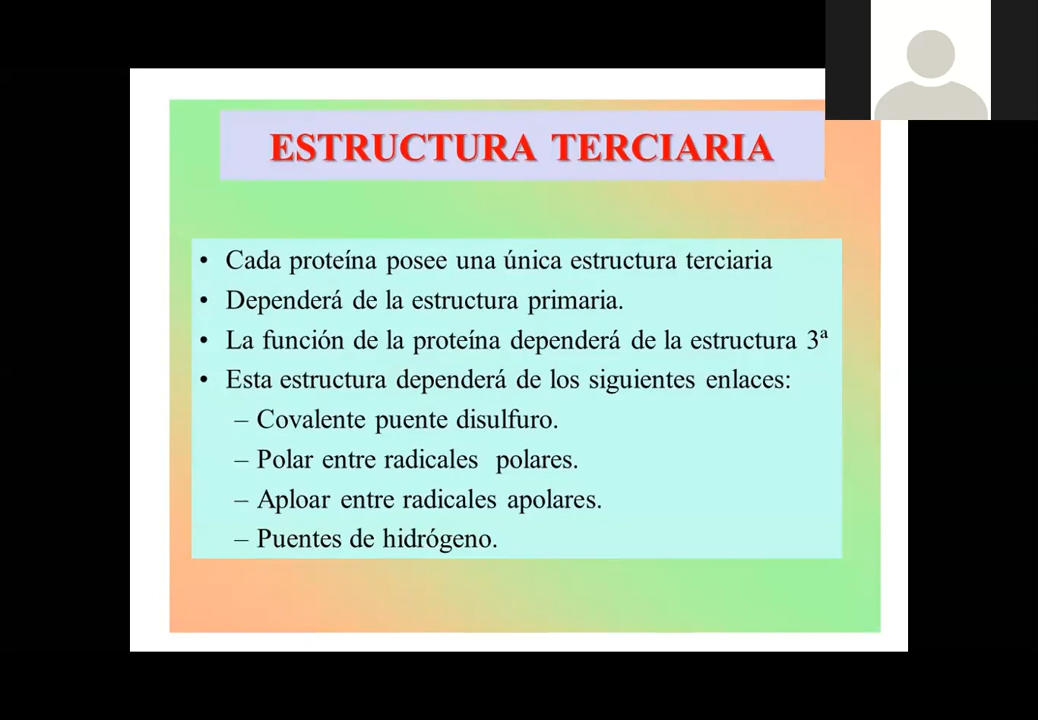 ESTRUCTURA TERCIARIA
• Cada proteína posee una única estructura terciaria
• Dependerá de la estructura primaria.
• La función de la proteína dependerá de la estructura 3ª
• Esta estructura dependerá de los siguientes enlaces:
– Covalente puente disulfuro.
– Polar entre radicales polares.
– Aploar entre radicales apolares.
– Puentes de hidrógeno.